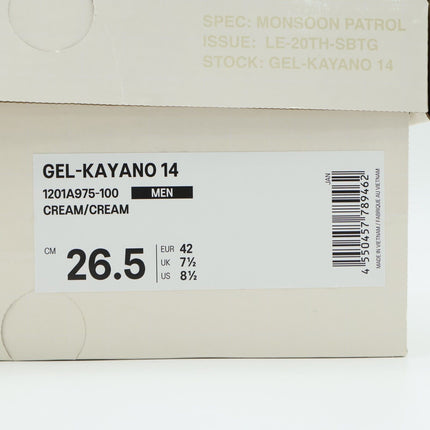 SPEC: MONSOON PATROL
ISSUE: LE-20TH-SBTG
STOCK: GEL-KAYANO 14
GEL-KAYANO 14
1201A975-100 MEN
CREAM/CREAM
CM 26.5
EUR 42
UK 7½
US 8½
JAN
4 550457 789462
MADE IN VIETNAM / FABRIQUE AU VIETNAM